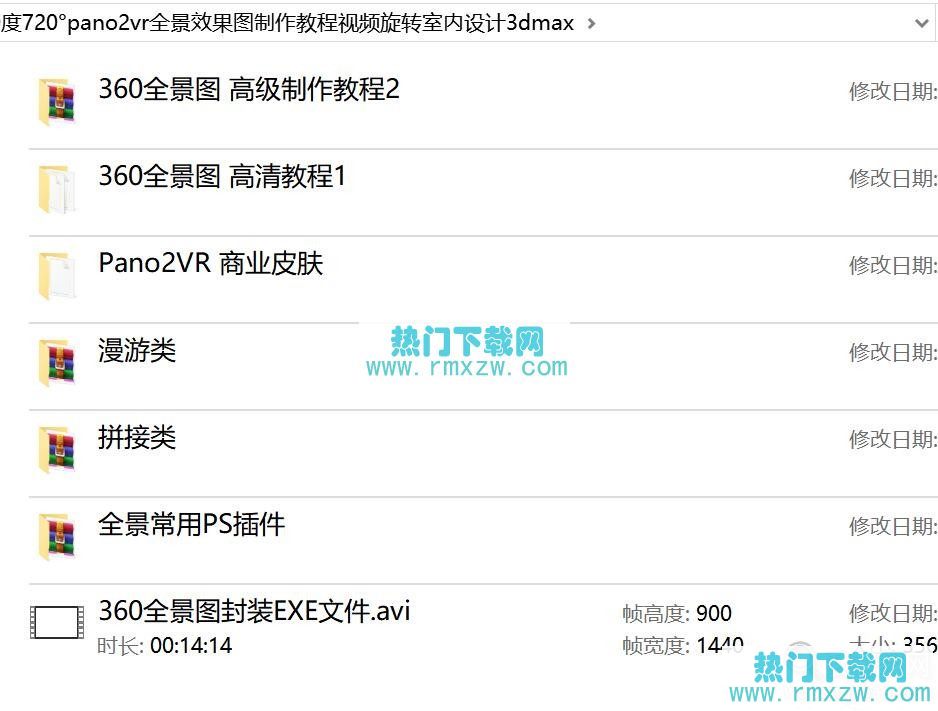 度720°pano2vr全景效果图制作教程视频旋转室内设计3dmax
360全景图 高级制作教程2
修改日期:
360全景图 高清教程1
修改日期:
Pano2VR 商业皮肤
修改日期:
热门下载网
www.rmxzw.com
漫游类
修改日期:
拼接类
修改日期:
全景常用PS插件
修改日期:
360全景图封装EXE文件.avi
帧高度: 900
修改日期:
时长: 00:14:14
帧宽度: 1440
大小: 356
热门下载网
www.rmxzw.com